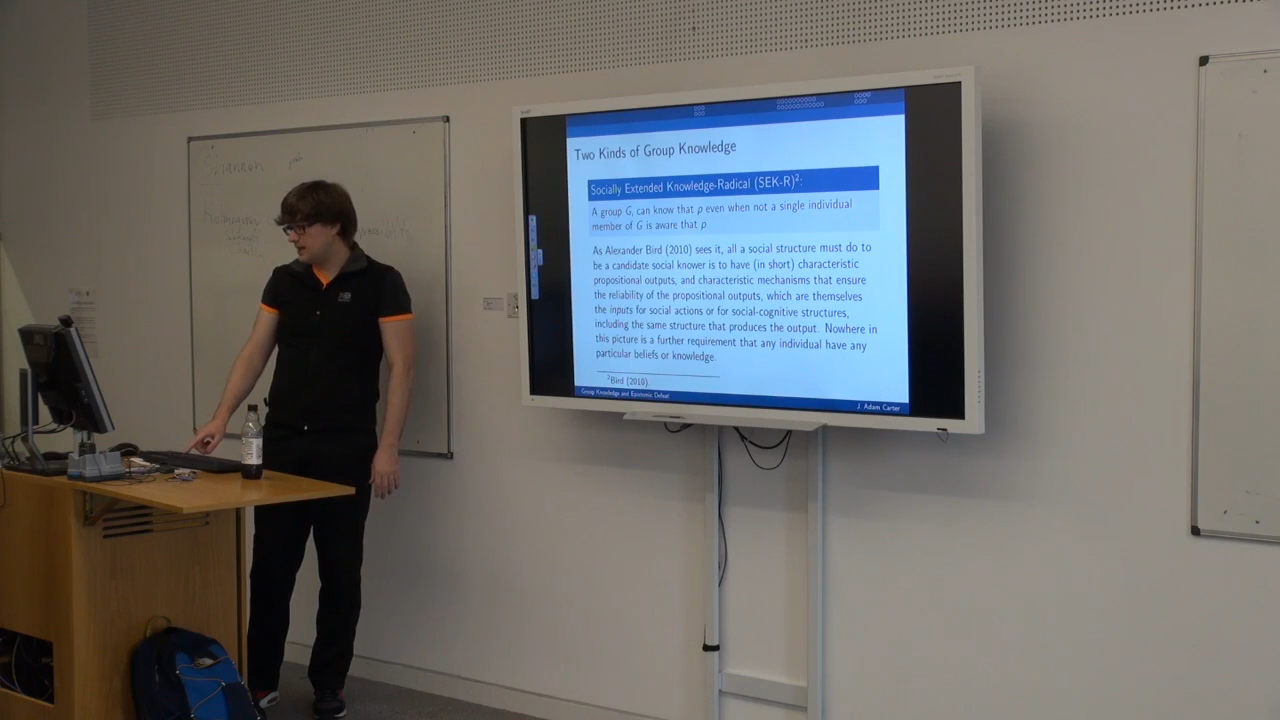 Shannon
Kolmogorov
Two Kinds of Group Knowledge
Socially Extended Knowledge-Radical (SEK-R)²:
A group G, can know that p even when not a single individual
member of G is aware that p
As Alexander Bird (2010) sees it, all a social structure must do to
be a candidate social knower is to have (in short) characteristic
propositional outputs, and characteristic mechanisms that ensure
the reliability of the propositional outputs, which are themselves
the inputs for social actions or for social-cognitive structures,
including the same structure that produces the output. Nowhere in
this picture is a further requirement that any individual have any
particular beliefs or knowledge.
²Bird (2010).
Group Knowledge and Epistemic Defeat
J. Adam Carter